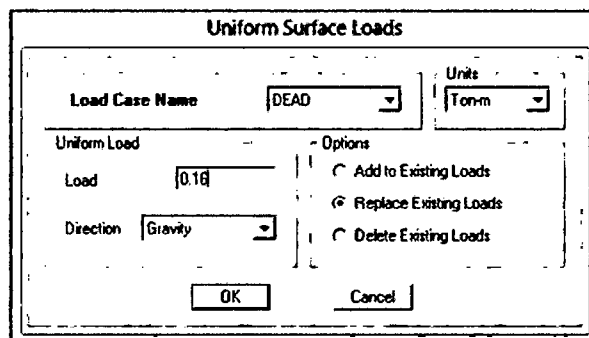 Uniform Surface Loads
Units
Load Case Name DEAD Ton-m
Uniform Load Options
Load 0.16 Add to Existing Loads
Replace Existing Loads
Direction Gravity Delete Existing Loads
OK Cancel